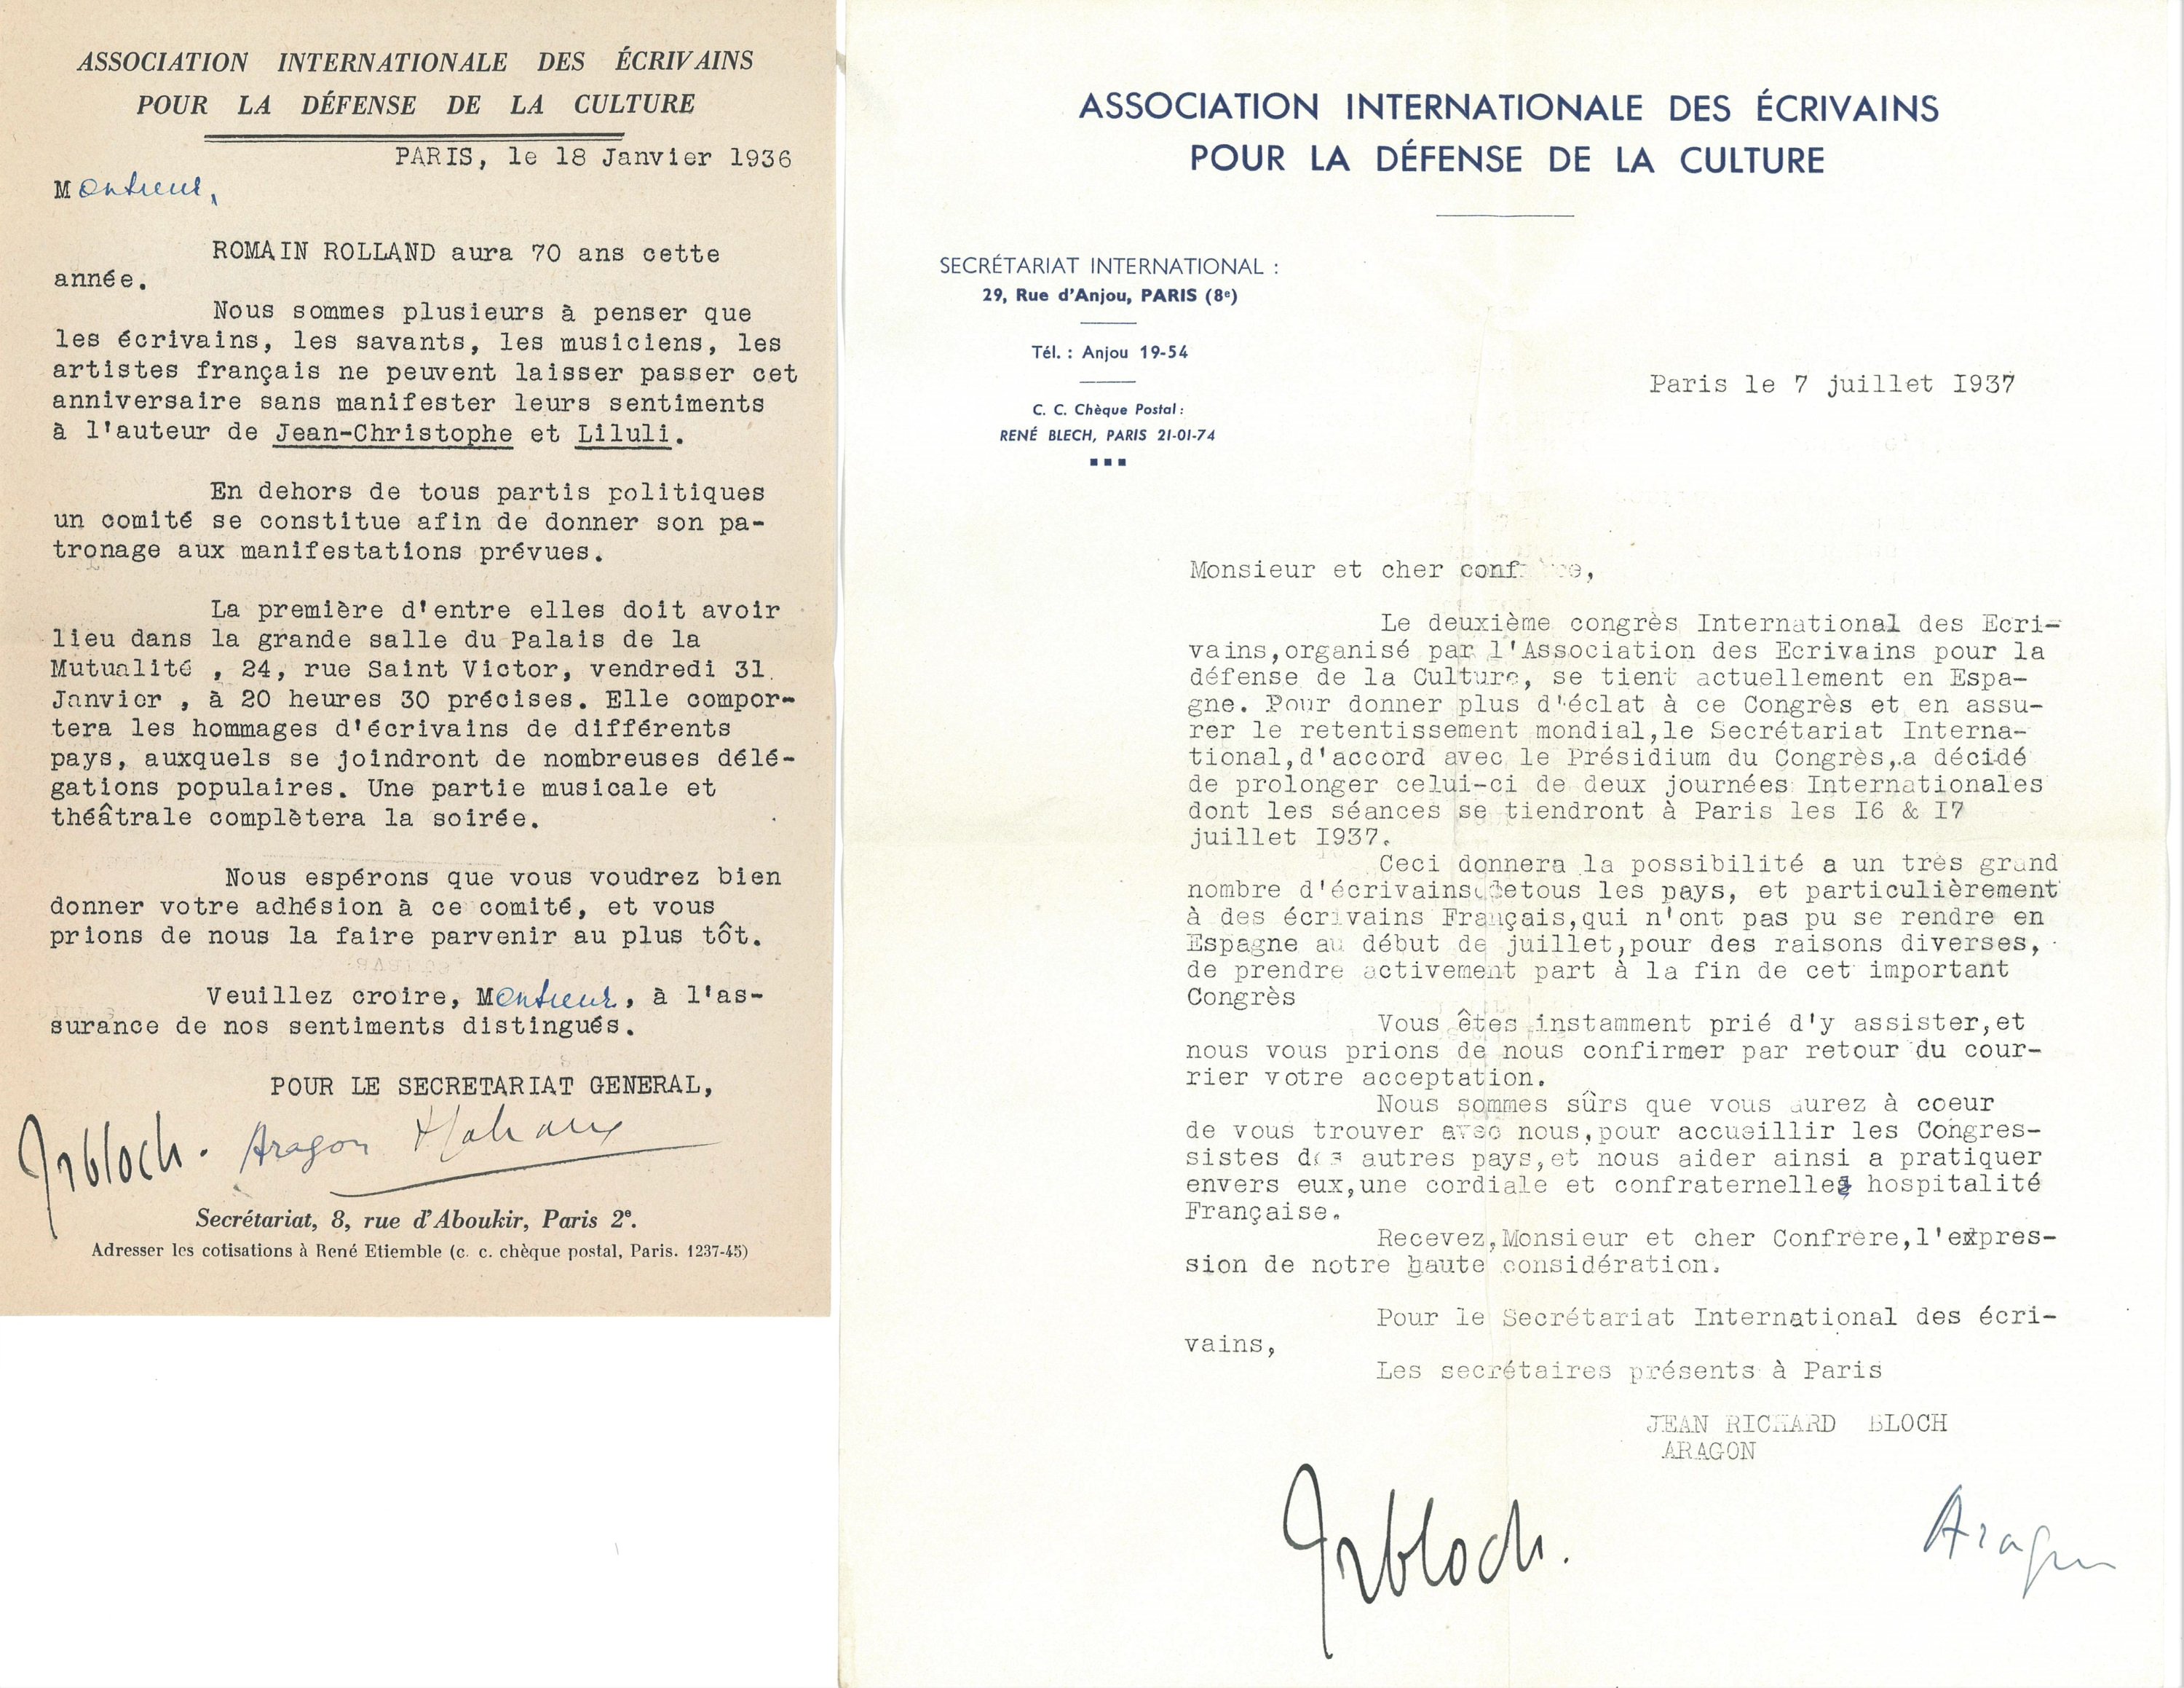 ASSOCIATION INTERNATIONALE DES ÉCRIVAINS
POUR LA DÉFENSE DE LA CULTURE
PARIS, le 18 Janvier 1936
Monsieur,
ROMAIN ROLLAND aura 70 ans cette
année.
Nous sommes plusieurs à penser que
les écrivains, les savants, les musiciens, les
artistes français ne peuvent laisser passer cet
anniversaire sans manifester leurs sentiments
à l'auteur de Jean-Christophe et Liluli.
En dehors de tous partis politiques
un comité se constitue afin de donner son pa-
tronage aux manifestations prévues.
La première d'entre elles doit avoir
lieu dans la grande salle du Palais de la
Mutualité , 24, rue Saint Victor, vendredi 31
Janvier , à 20 heures 30 précises. Elle compor-
tera les hommages d'écrivains de différents
pays, auxquels se joindront de nombreuses délé-
gations populaires. Une partie musicale et
théâtrale complètera la soirée.
Nous espérons que vous voudrez bien
donner votre adhésion à ce comité, et vous
prions de nous la faire parvenir au plus tôt.
Veuillez croire, Monsieur, à l'as-
surance de nos sentiments distingués.
POUR LE SECRETARIAT GENERAL,
Jrbloch. Aragon Malraux
Secrétariat, 8, rue d'Aboukir, Paris 2e.
Adresser les cotisations à René Etiemble (c. c. chèque postal, Paris. 1237-45)
ASSOCIATION INTERNATIONALE DES ÉCRIVAINS
POUR LA DÉFENSE DE LA CULTURE
SECRÉTARIAT INTERNATIONAL :
29, Rue d'Anjou, PARIS (8e)
Tél. : Anjou 19-54
C. C. Chèque Postal :
RENÉ BLECH, PARIS 21-01-74
Paris le 7 juillet I937
Monsieur et cher confrère,
Le deuxième congrès International des Ecri-
vains,organisé par l'Association des Ecrivains pour la
défense de la Culture, se tient actuellement en Espa-
gne. Pour donner plus d'éclat à ce Congrès et en assu-
rer le retentissement mondial,le Secrétariat Interna-
tional,d'accord avec le Présidium du Congrès,a décidé
de prolonger celui-ci de deux journées Internationales
dont les séances se tiendront à Paris les I6 & I7
juillet I937.
Ceci donnera la possibilité a un très grand
nombre d'écrivains detous les pays, et particulièrement
à des écrivains Français,qui n'ont pas pu se rendre en
Espagne au début de juillet,pour des raisons diverses,
de prendre activement part à la fin de cet important
Congrès
Vous êtes instamment prié d'y assister,et
nous vous prions de nous confirmer par retour du cour-
rier votre acceptation.
Nous sommes sûrs que vous aurez à coeur
de vous trouver avec nous,pour accueillir les Congres-
sistes des autres pays,et nous aider ainsi a pratiquer
envers eux,une cordiale et confraternelle hospitalité
Française.
Recevez,Monsieur et cher Confrère,l'expres-
sion de notre haute considération.
Pour le Secrétariat International des écri-
vains,
Les secrétaires présents à Paris
JEAN RICHARD BLOCH
ARAGON
Jrbloch.
Aragon